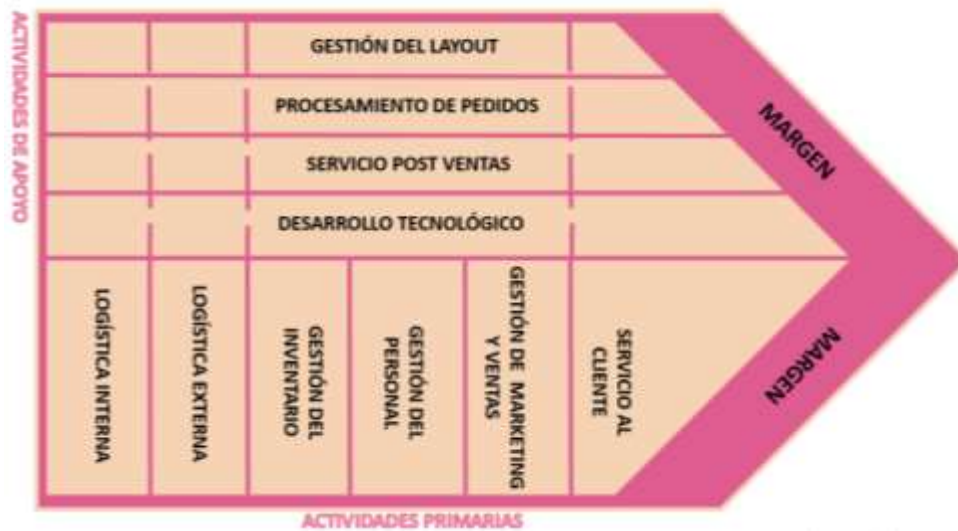 ACTIVIDADES DE APOYO
GESTIÓN DEL LAYOUT
PROCESAMIENTO DE PEDIDOS
SERVICIO POST VENTAS
DESARROLLO TECNOLÓGICO
LOGÍSTICA INTERNA
LOGÍSTICA EXTERNA
GESTIÓN DEL
INVENTARIO
GESTIÓN DEL
PERSONAL
GESTIÓN DE MARKETING
Y VENTAS
SERVICIO AL
CLIENTE
MARGEN
MARGEN
ACTIVIDADES PRIMARIAS